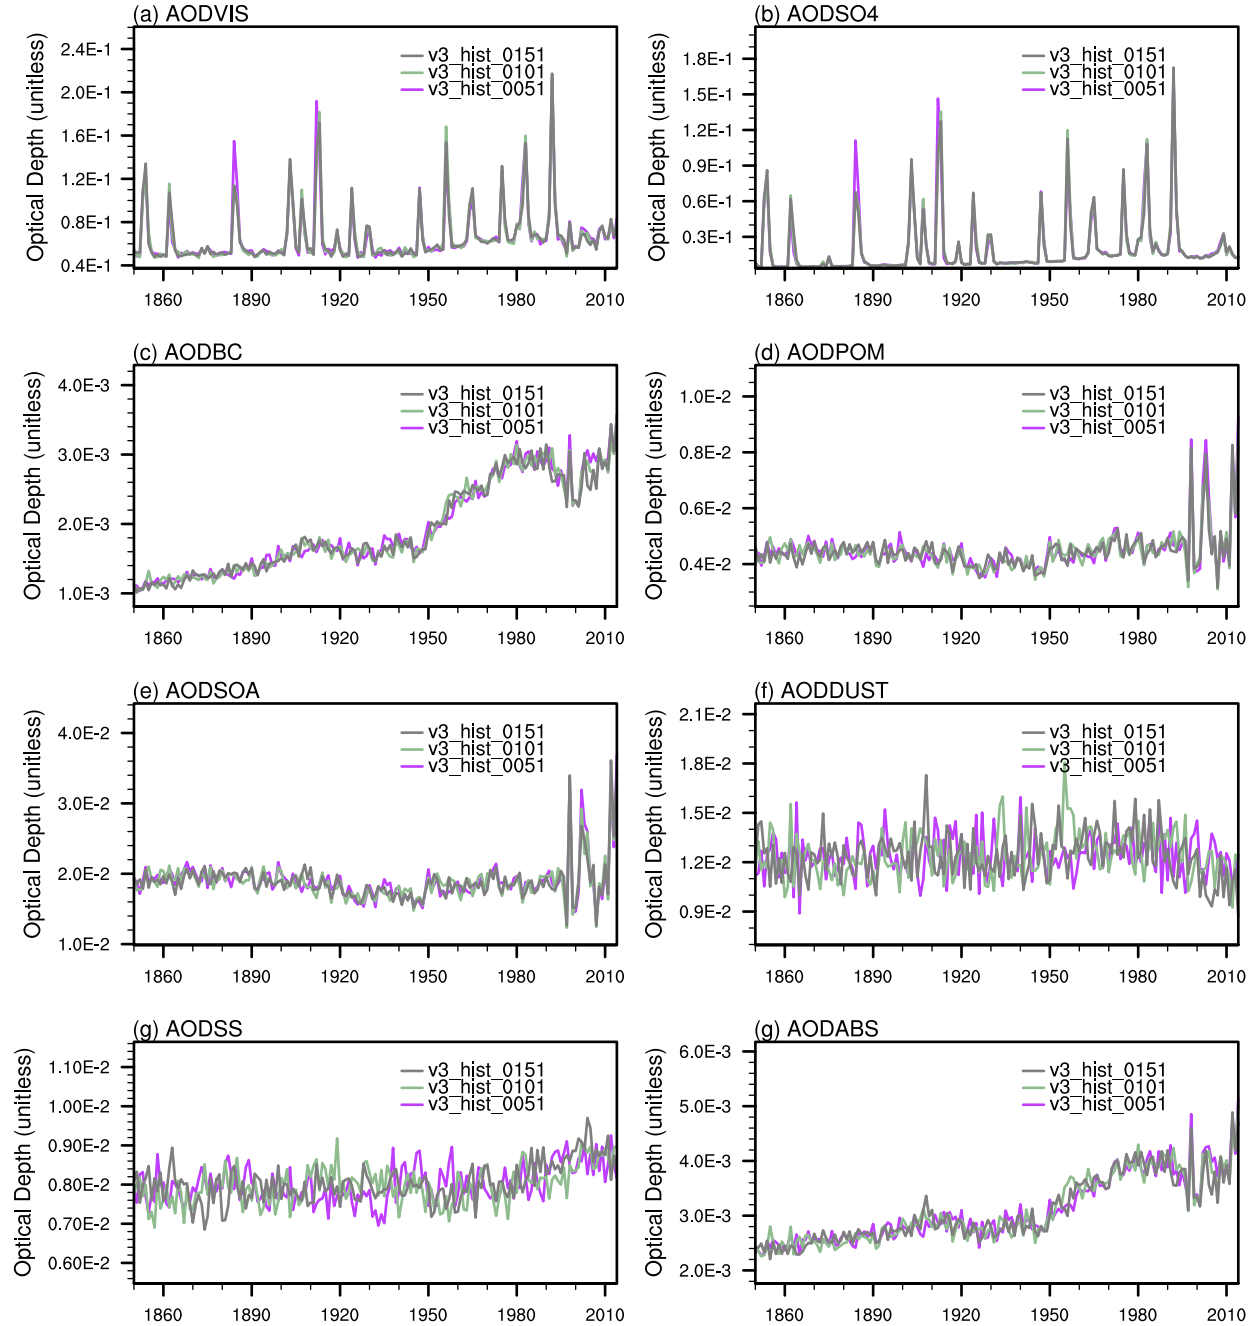 (a) AODVIS
Optical Depth (unitless)
2.4E-1
2.0E-1
1.6E-1
1.2E-1
0.8E-1
0.4E-1
v3_hist_0151
v3_hist_0101
v3_hist_0051
1860 1890 1920 1950 1980 2010
(b) AODSO4
Optical Depth (unitless)
1.8E-1
1.5E-1
1.2E-1
0.9E-1
0.6E-1
0.3E-1
v3_hist_0151
v3_hist_0101
v3_hist_0051
1860 1890 1920 1950 1980 2010
(c) AODBC
Optical Depth (unitless)
4.0E-3
3.0E-3
2.0E-3
1.0E-3
v3_hist_0151
v3_hist_0101
v3_hist_0051
1860 1890 1920 1950 1980 2010
(d) AODPOM
Optical Depth (unitless)
1.0E-2
0.8E-2
0.6E-2
0.4E-2
v3_hist_0151
v3_hist_0101
v3_hist_0051
1860 1890 1920 1950 1980 2010
(e) AODSOA
Optical Depth (unitless)
4.0E-2
3.0E-2
2.0E-2
1.0E-2
v3_hist_0151
v3_hist_0101
v3_hist_0051
1860 1890 1920 1950 1980 2010
(f) AODDUST
Optical Depth (unitless)
2.1E-2
1.8E-2
1.5E-2
1.2E-2
0.9E-2
v3_hist_0151
v3_hist_0101
v3_hist_0051
1860 1890 1920 1950 1980 2010
(g) AODSS
Optical Depth (unitless)
1.10E-2
1.00E-2
0.90E-2
0.80E-2
0.70E-2
0.60E-2
v3_hist_0151
v3_hist_0101
v3_hist_0051
1860 1890 1920 1950 1980 2010
(g) AODABS
Optical Depth (unitless)
6.0E-3
5.0E-3
4.0E-3
3.0E-3
2.0E-3
v3_hist_0151
v3_hist_0101
v3_hist_0051
1860 1890 1920 1950 1980 2010